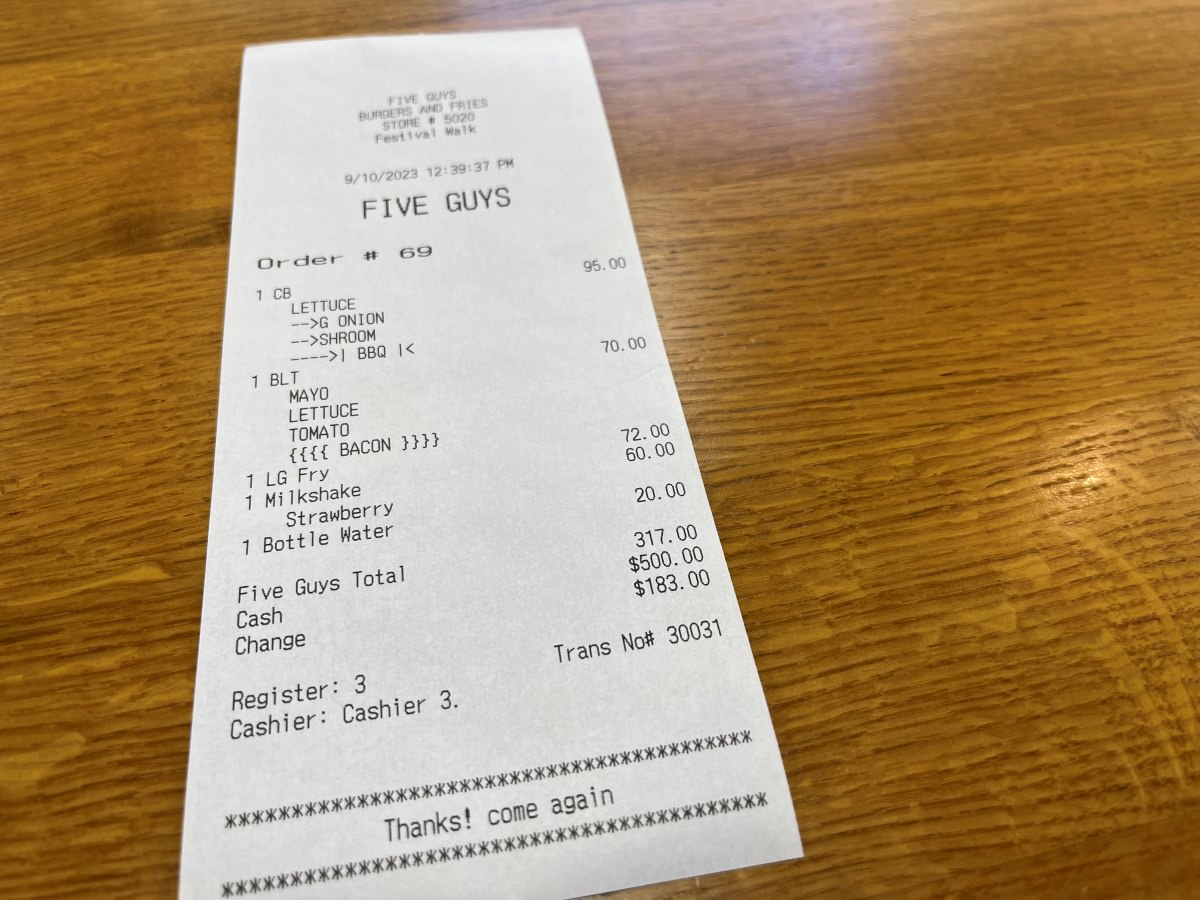 FIVE GUYS
BURGERS AND FRIES
STORE # 5020
Festival Walk
9/10/2023 12:39:37 PM
FIVE GUYS
Order # 69
1 CB 95.00
LETTUCE
-->G ONION
-->SHROOM
---->| BBQ |<
1 BLT 70.00
MAYO
LETTUCE
TOMATO
{{{{ BACON }}}}
1 LG Fry 72.00
1 Milkshake 60.00
Strawberry
1 Bottle Water 20.00
Five Guys Total 317.00
Cash $500.00
Change $183.00
Trans No# 30031
Register: 3
Cashier: Cashier 3.
****************************************
Thanks! come again
****************************************